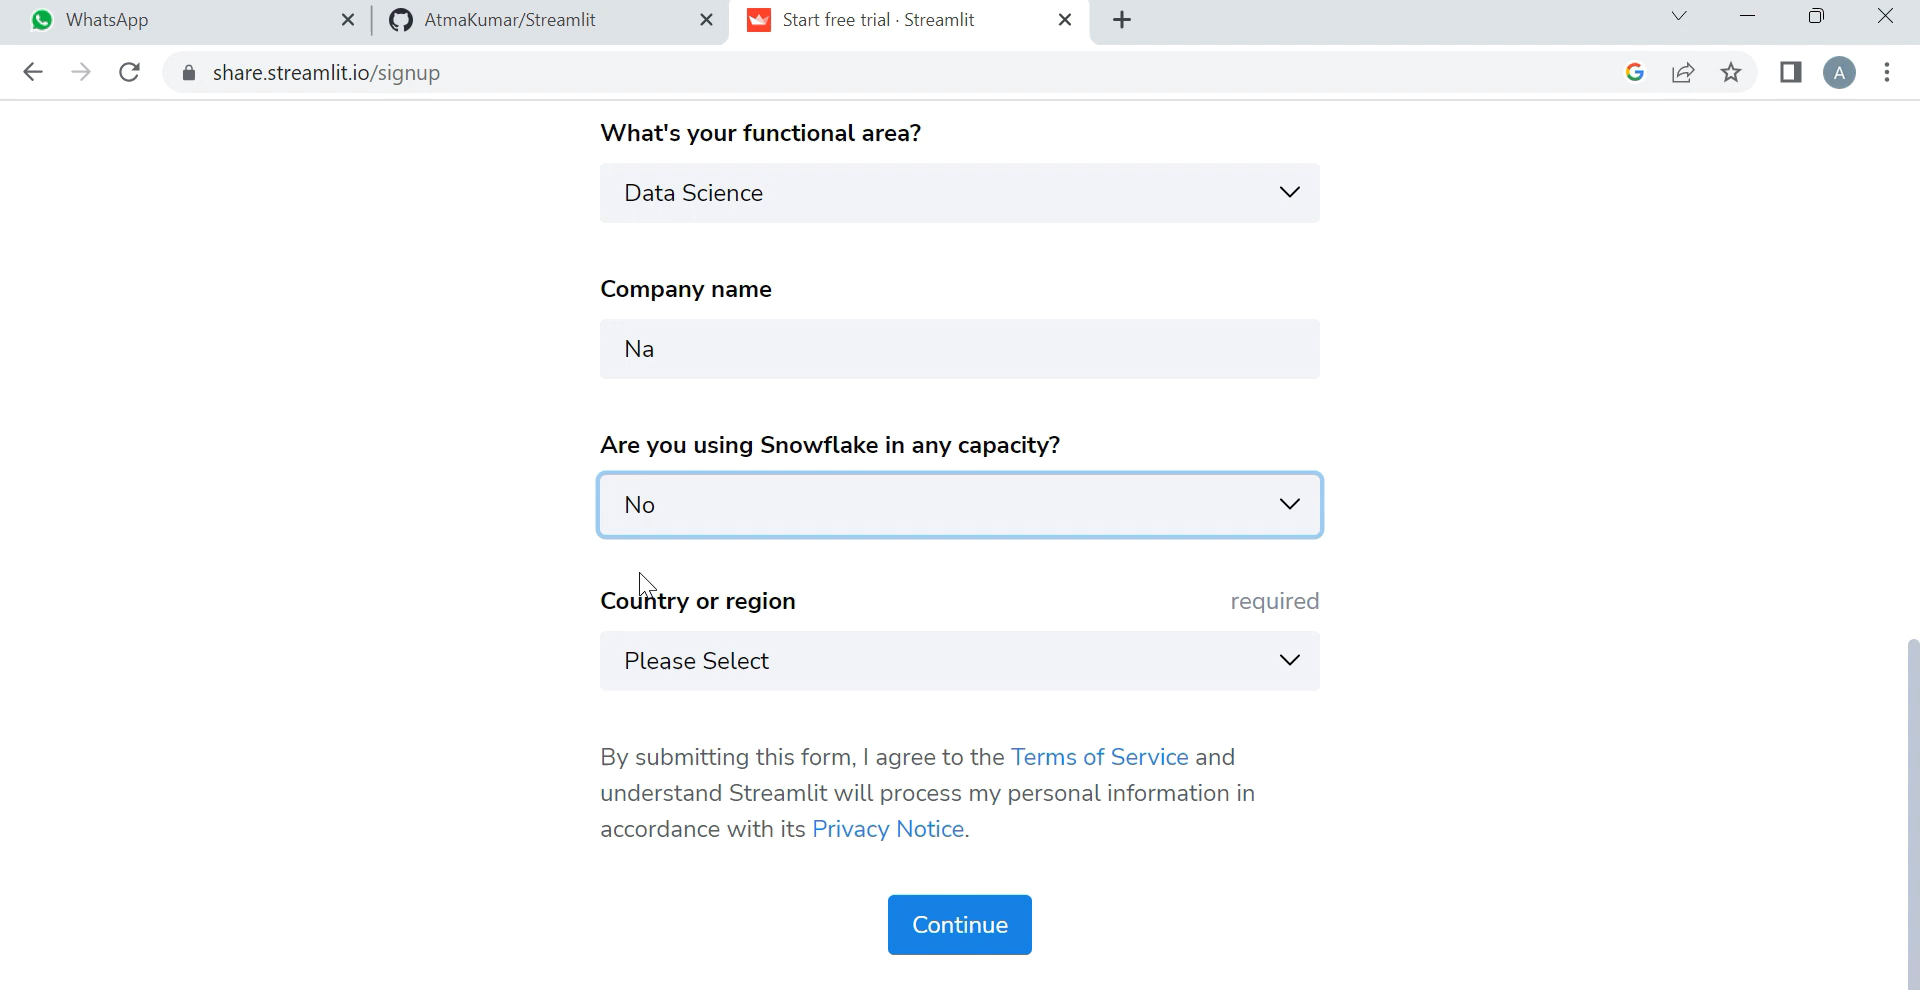 WhatsApp
AtmaKumar/Streamlit
Start free trial · Streamlit
share.streamlit.io/signup
A
What's your functional area?
Data Science
Company name
Na
Are you using Snowflake in any capacity?
No
Country or region required
Please Select
By submitting this form, I agree to the Terms of Service and
understand Streamlit will process my personal information in
accordance with its Privacy Notice.
Continue